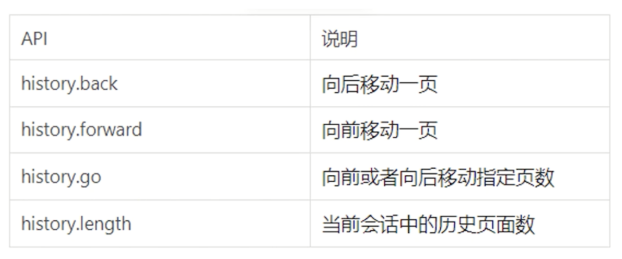 API 说明
history.back 向后移动一页
history.forward 向前移动一页
history.go 向前或者向后移动指定页数
history.length 当前会话中的历史页面数